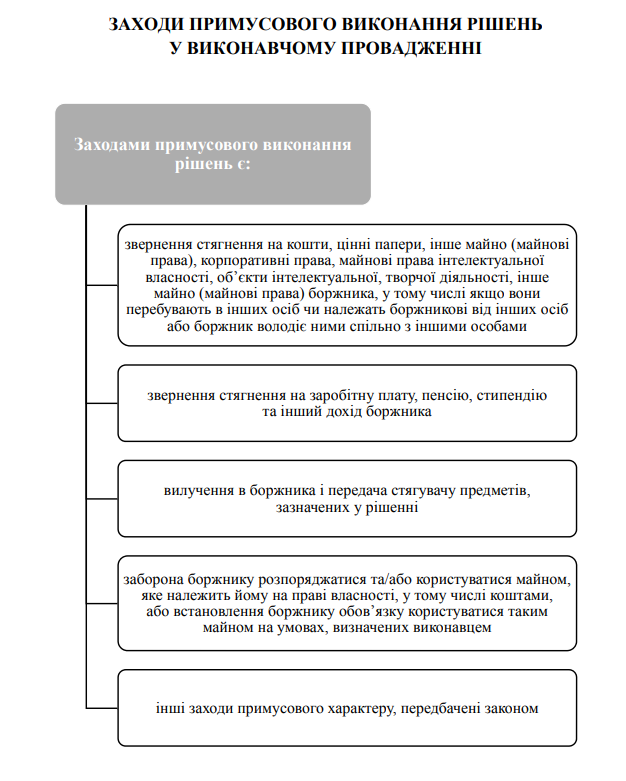 ЗАХОДИ ПРИМУСОВОГО ВИКОНАННЯ РІШЕНЬ
У ВИКОНАВЧОМУ ПРОВАДЖЕННІ
Заходами примусового виконання
рішень є:
звернення стягнення на кошти, цінні папери, інше майно (майнові
права), корпоративні права, майнові права інтелектуальної
власності, об’єкти інтелектуальної, творчої діяльності, інше
майно (майнові права) боржника, у тому числі якщо вони
перебувають в інших осіб чи належать боржникові від інших осіб
або боржник володіє ними спільно з іншими особами
звернення стягнення на заробітну плату, пенсію, стипендію
та інший дохід боржника
вилучення в боржника і передача стягувачу предметів,
зазначених у рішенні
заборона боржнику розпоряджатися та/або користуватися майном,
яке належить йому на праві власності, у тому числі коштами,
або встановлення боржнику обов’язку користуватися таким
майном на умовах, визначених виконавцем
інші заходи примусового характеру, передбачені законом